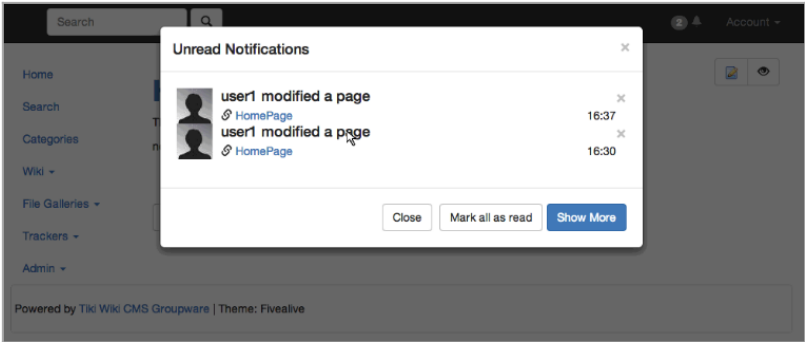 Search
2
Account
Unread Notifications
×
Home
Search
Categories
Wiki
File Galleries
Trackers
Admin
user1 modified a page
×
HomePage
16:37
user1 modified a page
×
HomePage
16:30
Close
Mark all as read
Show More
Powered by Tiki Wiki CMS Groupware | Theme: Fivealive